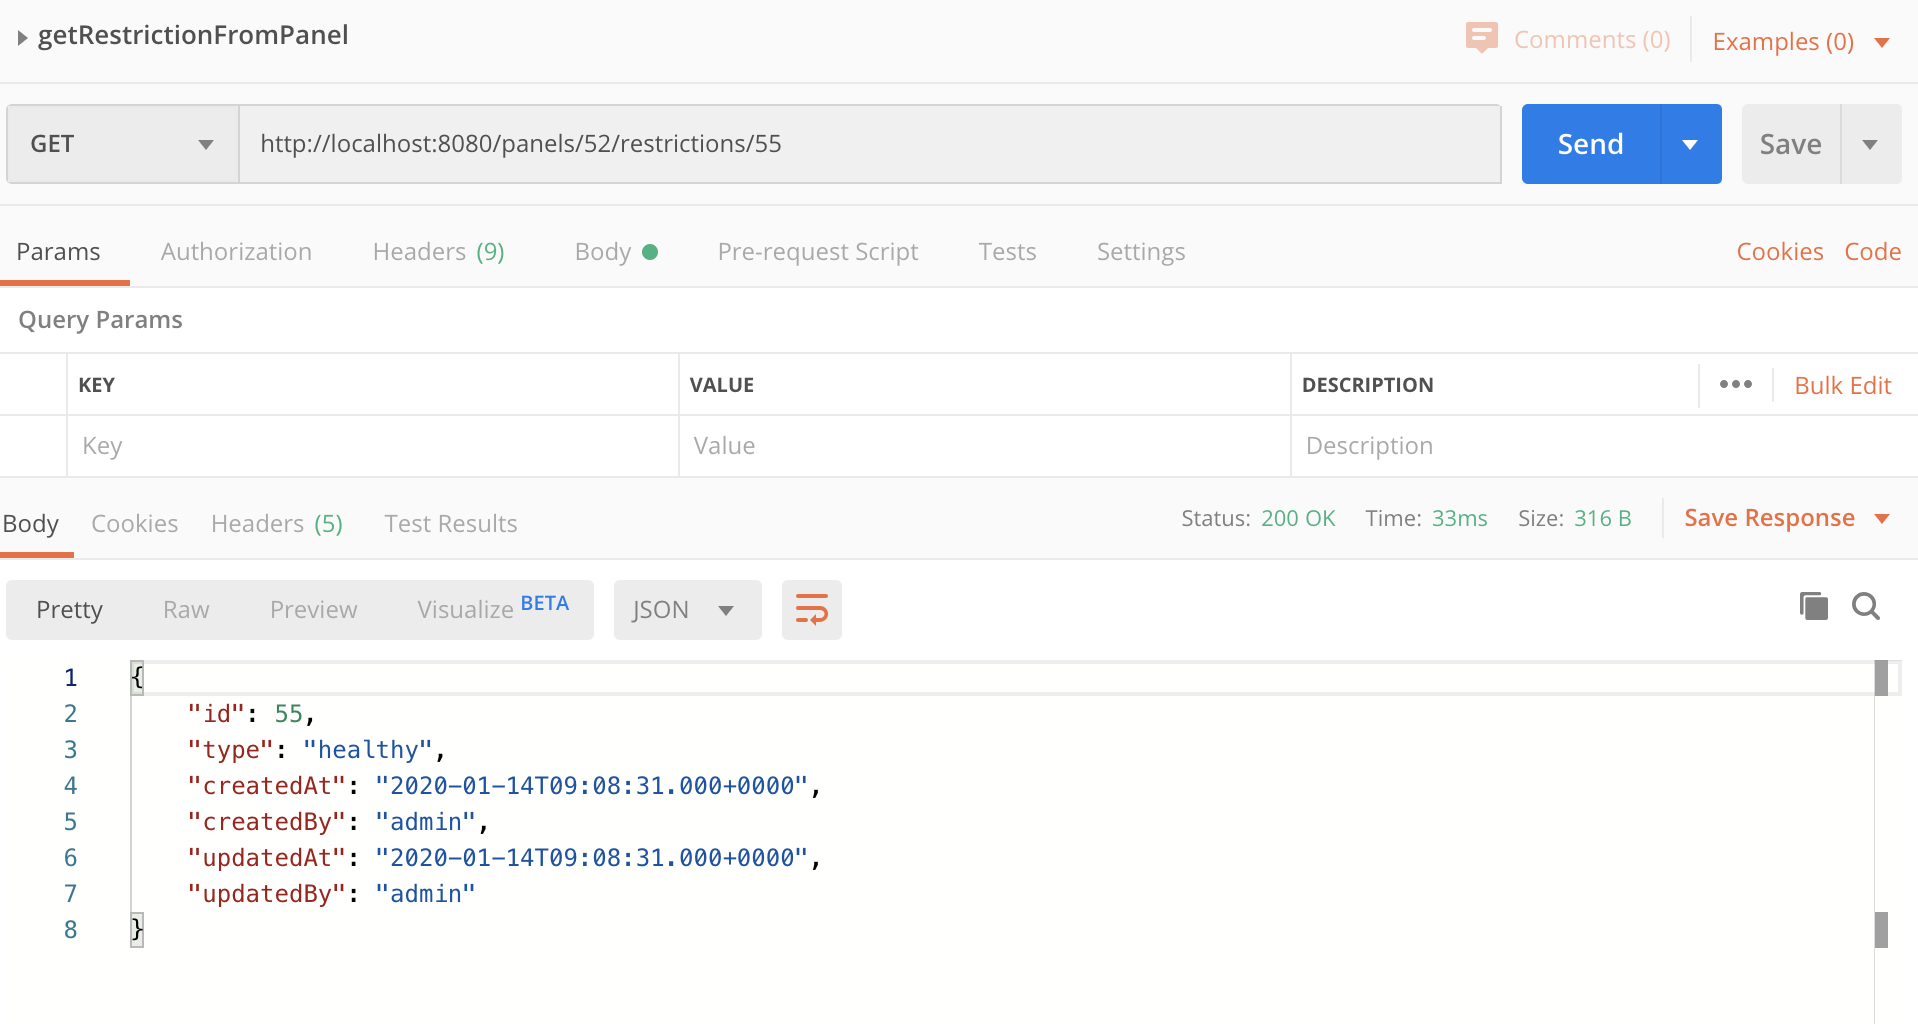 getRestrictionFromPanel
Comments (0)
Examples (0)
GET
http://localhost:8080/panels/52/restrictions/55
Send
Save
Params
Authorization
Headers (9)
Body
Pre-request Script
Tests
Settings
Cookies
Code
Query Params
KEY
VALUE
DESCRIPTION
Bulk Edit
Key
Value
Description
Body
Cookies
Headers (5)
Test Results
Status: 200 OK
Time: 33ms
Size: 316 B
Save Response
Pretty
Raw
Preview
Visualize BETA
JSON
1 {
2 "id": 55,
3 "type": "healthy",
4 "createdAt": "2020-01-14T09:08:31.000+0000",
5 "createdBy": "admin",
6 "updatedAt": "2020-01-14T09:08:31.000+0000",
7 "updatedBy": "admin"
8 }